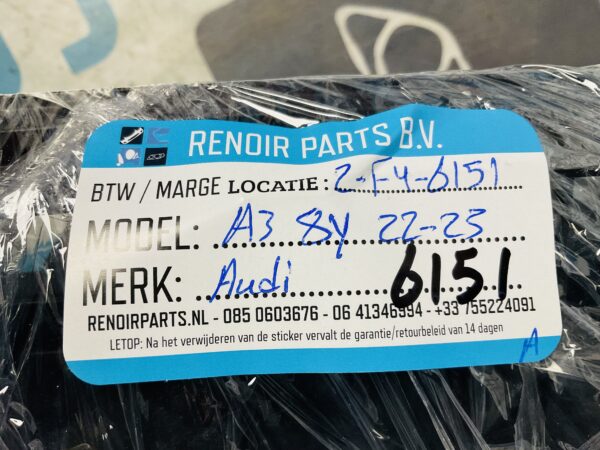 RENOIR PARTS B.V.
BTW / MARGE LOCATIE: 2-F4-6151
MODEL: A3 8Y 22-23
MERK: Audi 6151
RENOIRPARTS.NL - 085 0603676 - 06 41346994 - +33 755224091
LETOP: Na het verwijderen van de sticker vervalt de garantie/retourbeleid van 14 dagen
A